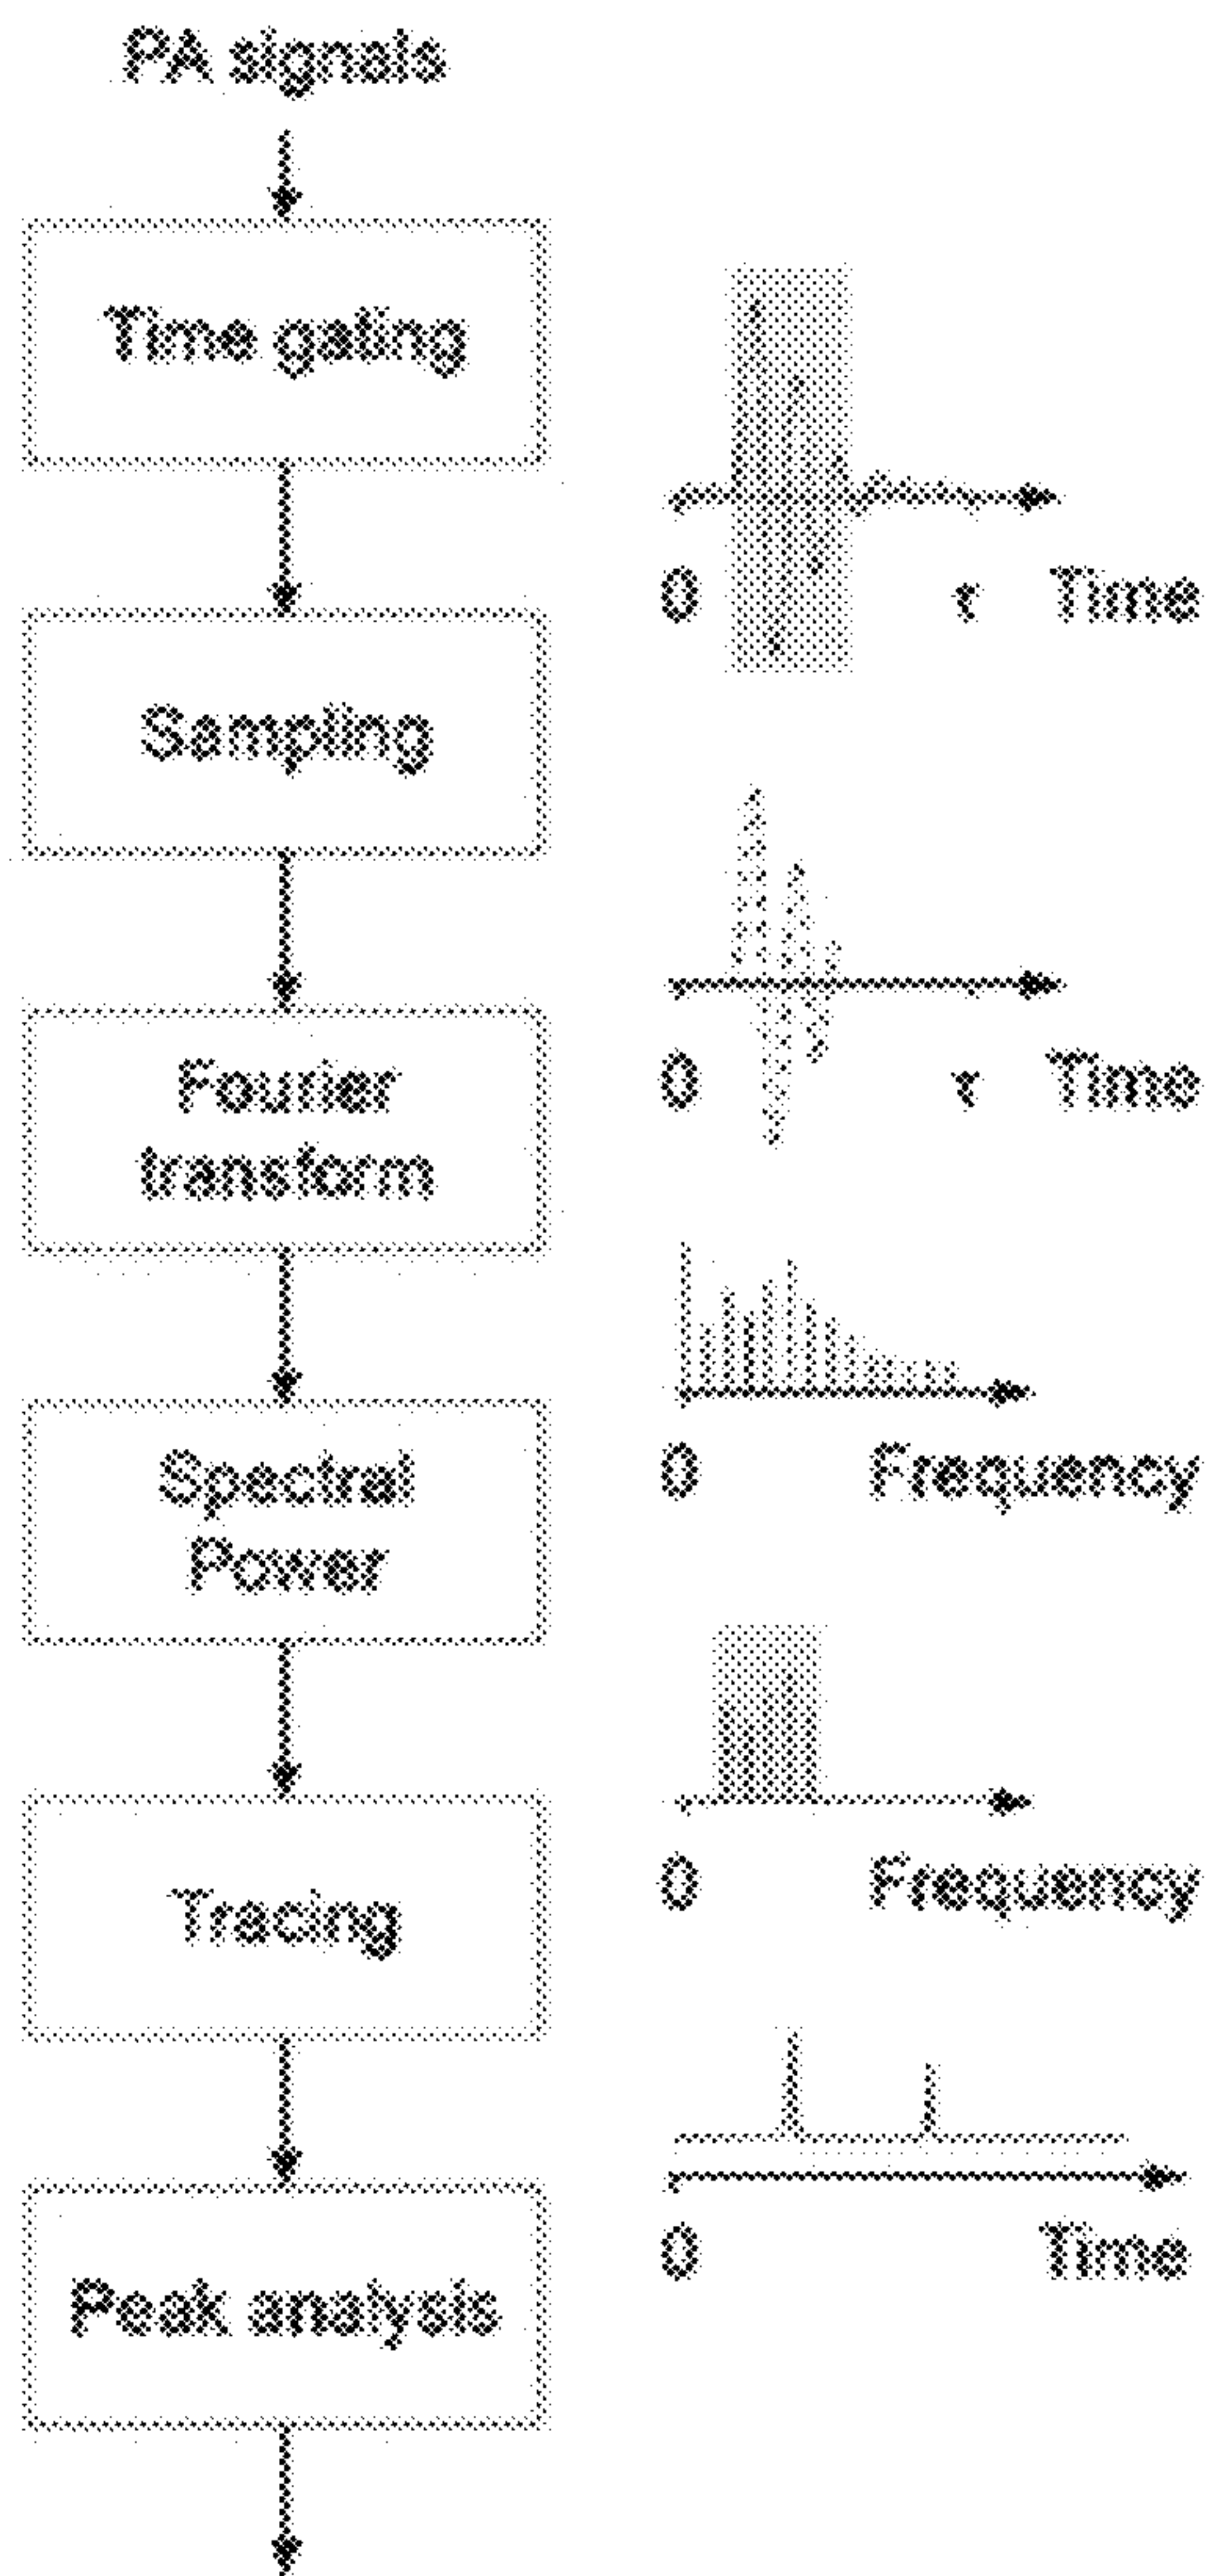 PA signals
Time gating
0 τ Time
Sampling
0 τ Time
Fourier
transform
0 Frequency
Spectral
Power
0 Frequency
Tracing
0 Time
Peak analysis